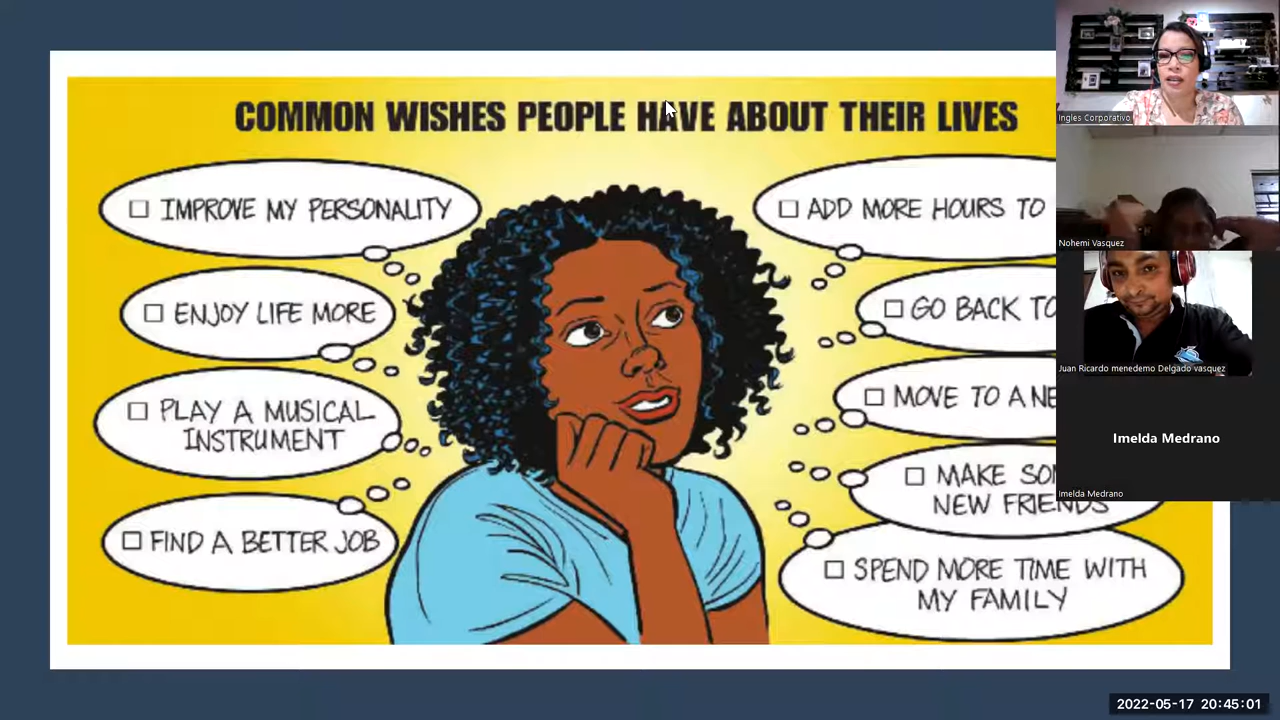 COMMON WISHES PEOPLE HAVE ABOUT THEIR LIVES
IMPROVE MY PERSONALITY
ENJOY LIFE MORE
PLAY A MUSICAL
INSTRUMENT
FIND A BETTER JOB
ADD MORE HOURS TO
GO BACK TO
MOVE TO A
MAKE
NEW FRIENDS
SPEND MORE TIME WITH
MY FAMILY
Ingles Corporativo
Nohemi Vasquez
Juan Ricardo menedemo Delgado vasquez
Imelda Medrano
Imelda Medrano
2022-05-17 20:45:01